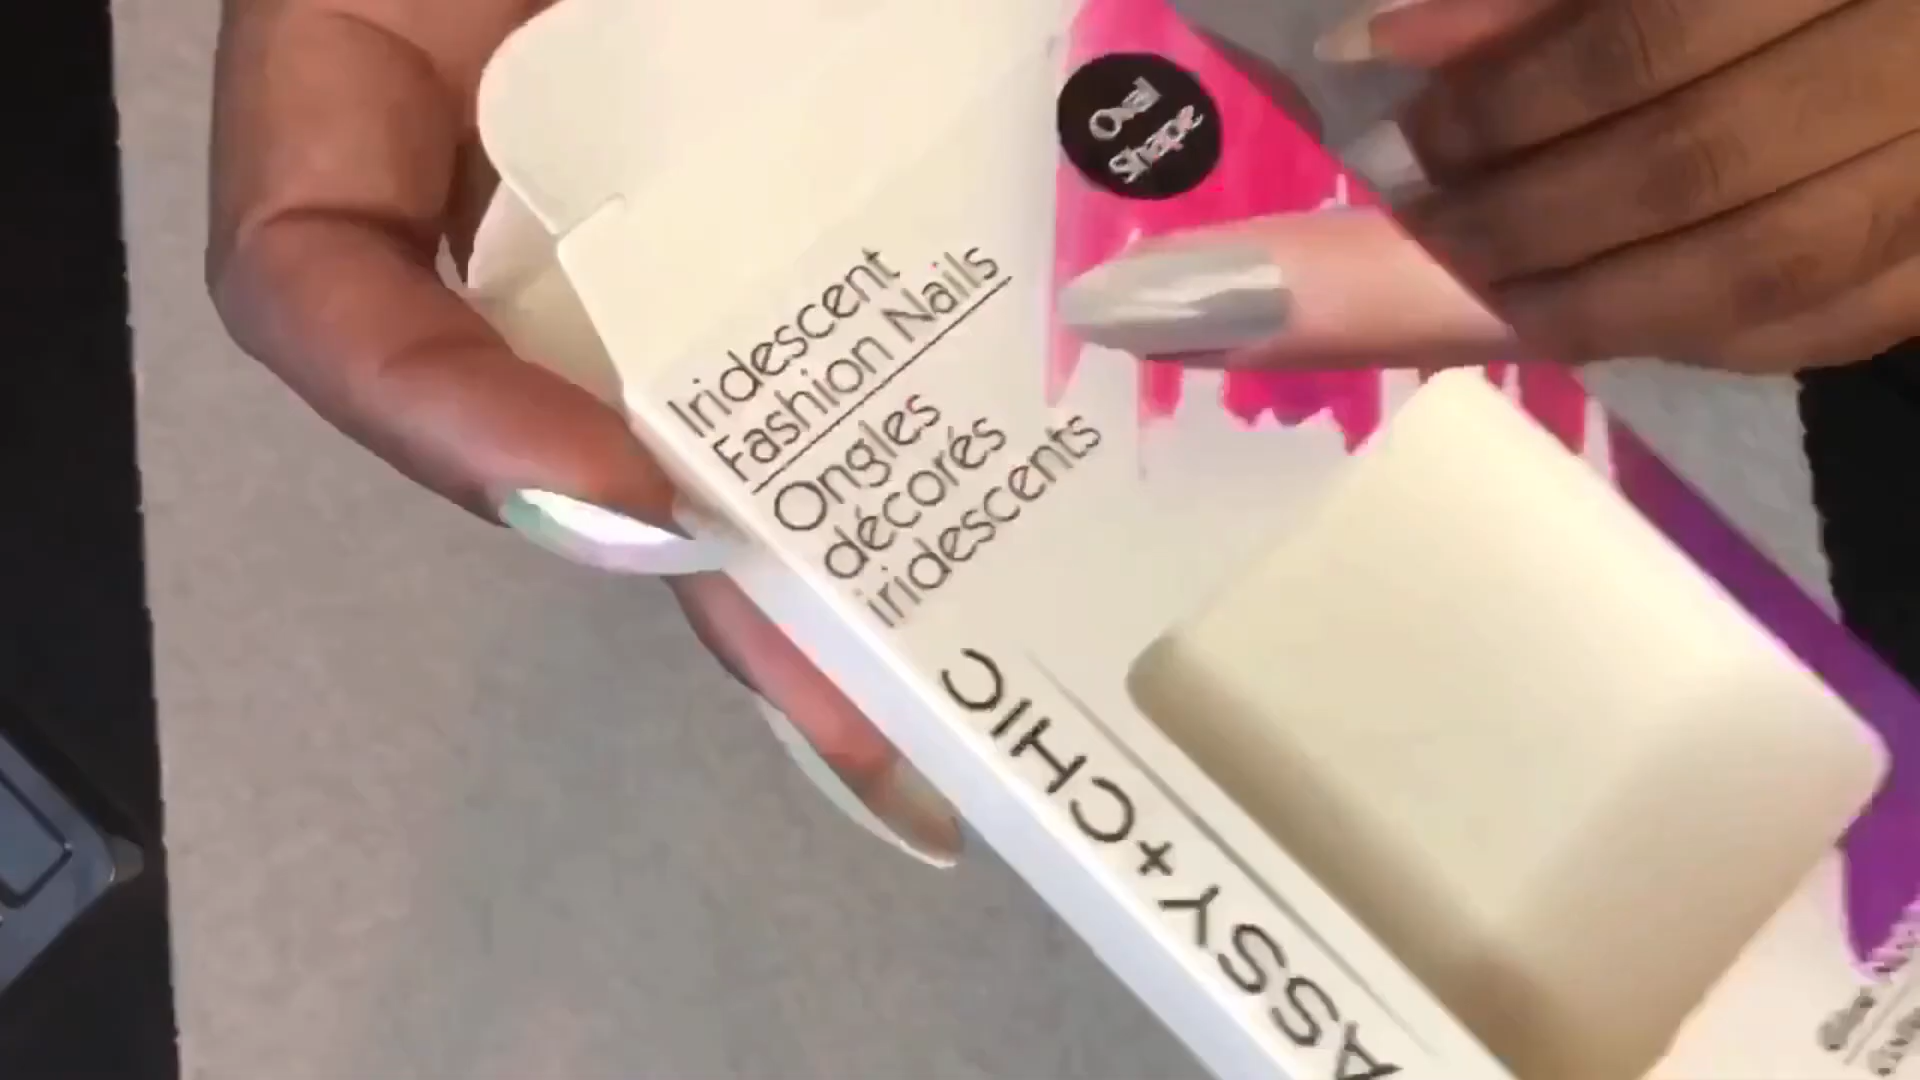 Oval
Shape
Iridescent
Fashion Nails
Ongles
décorés
iridescents
ASSY+CHIC